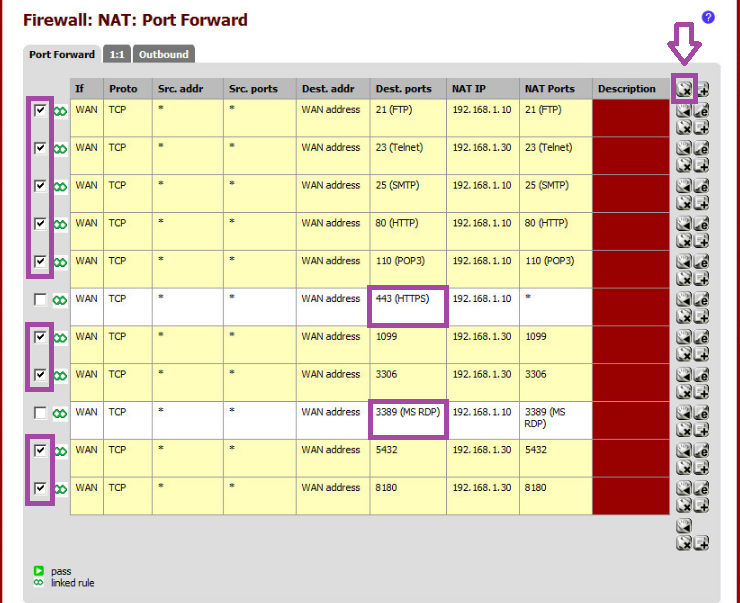 Firewall: NAT: Port Forward
?
Port Forward 1:1 Outbound
If Proto Src. addr Src. ports Dest. addr Dest. ports NAT IP NAT Ports Description
WAN TCP * * WAN address 21 (FTP) 192.168.1.10 21 (FTP)
WAN TCP * * WAN address 23 (Telnet) 192.168.1.30 23 (Telnet)
WAN TCP * * WAN address 25 (SMTP) 192.168.1.10 25 (SMTP)
WAN TCP * * WAN address 80 (HTTP) 192.168.1.10 80 (HTTP)
WAN TCP * * WAN address 110 (POP3) 192.168.1.10 110 (POP3)
WAN TCP * * WAN address 443 (HTTPS) 192.168.1.10 *
WAN TCP * * WAN address 1099 192.168.1.30 1099
WAN TCP * * WAN address 3306 192.168.1.30 3306
WAN TCP * * WAN address 3389 (MS RDP) 192.168.1.10 3389 (MS
RDP)
WAN TCP * * WAN address 5432 192.168.1.30 5432
WAN TCP * * WAN address 8180 192.168.1.30 8180
pass
linked rule